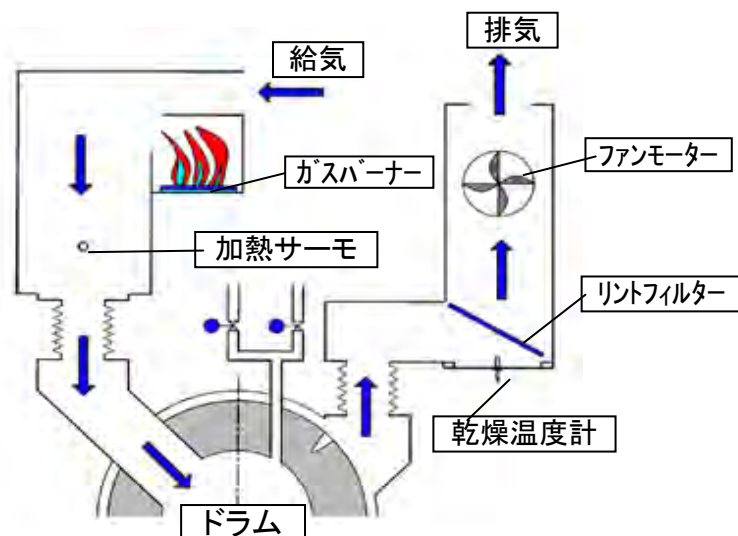 排気
給気
ファンモーター
ガスバーナー
加熱サーモ
リントフィルター
乾燥温度計
ドラム